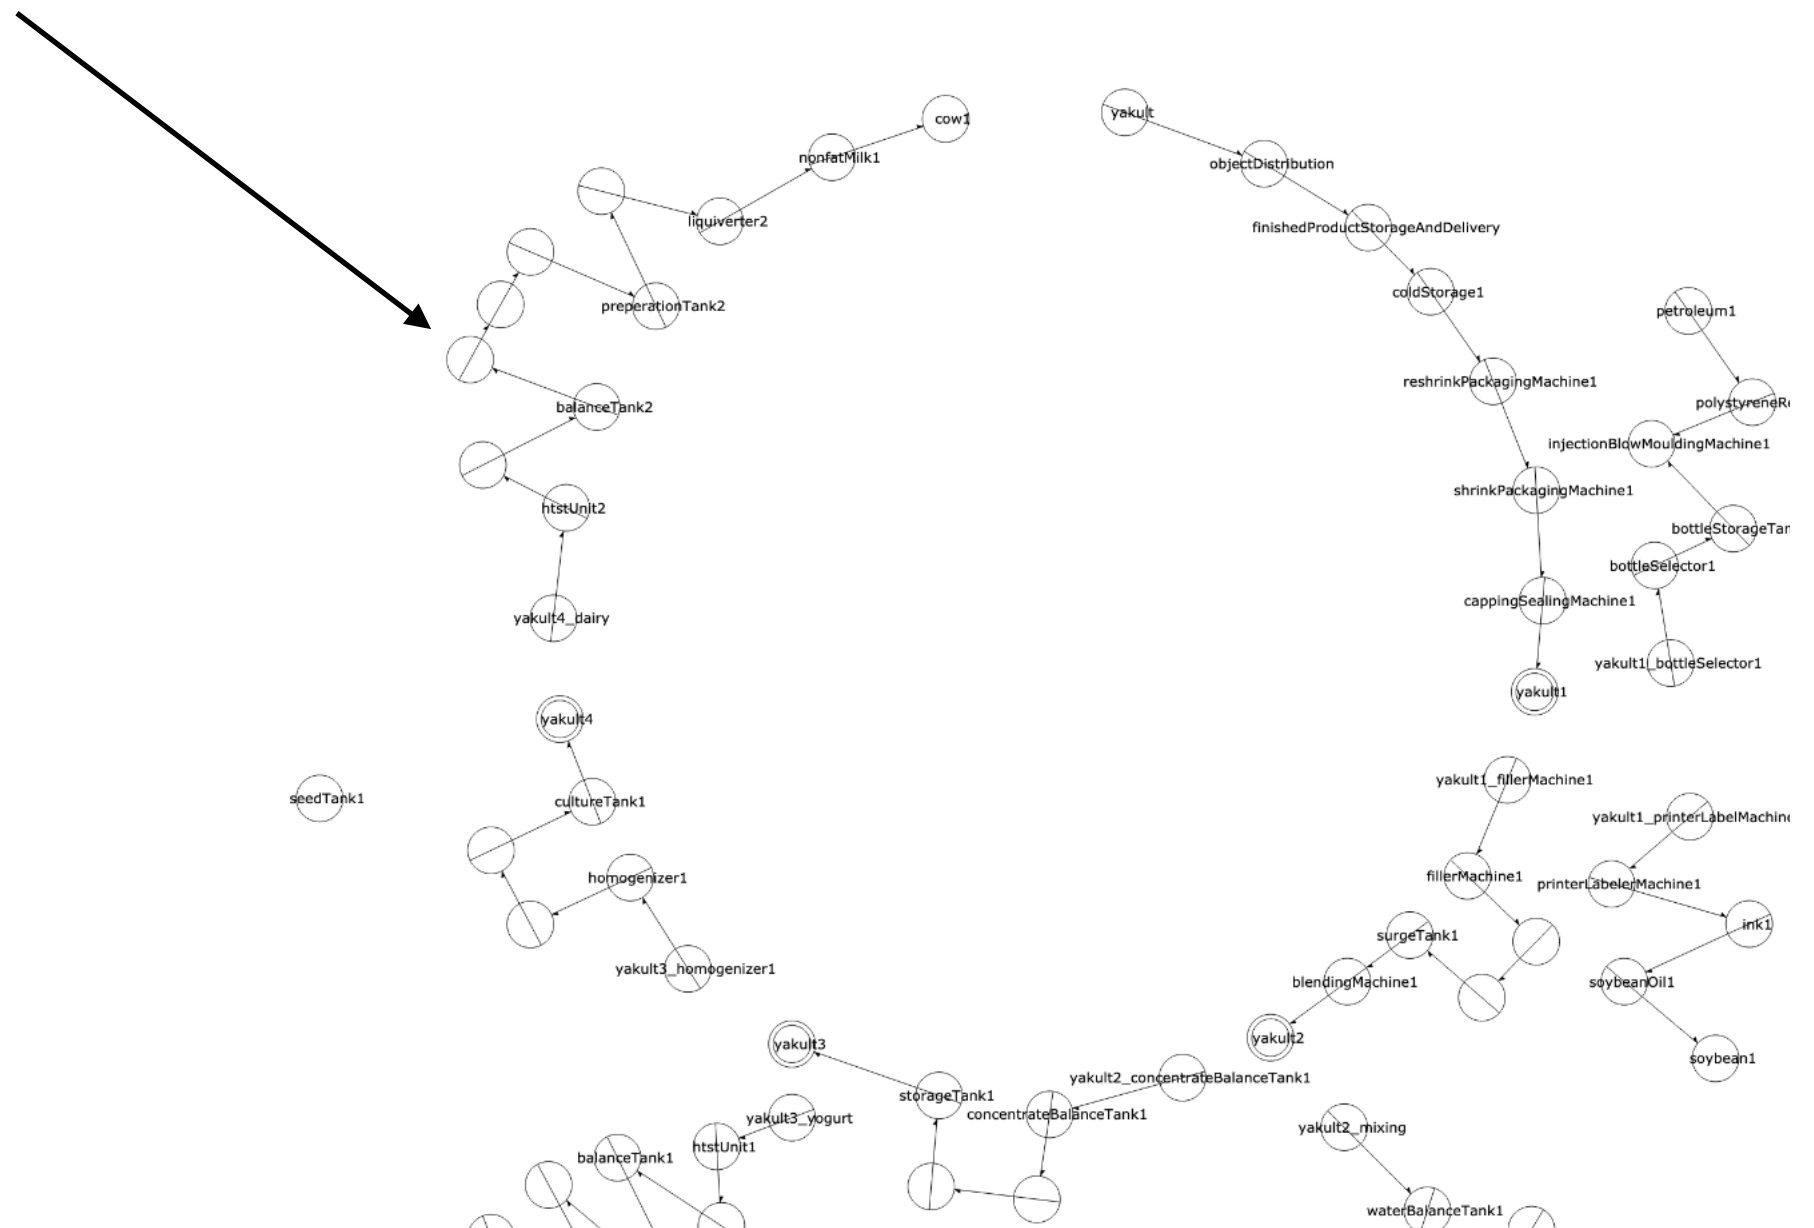 cow1
yakult
nonfatMilk1
objectDistribution
liquiverter2
finishedProductStorageAndDelivery
coldStorage1
preperationTank2
petroleum1
reshrinkPackagingMachine1
balanceTank2
injectionBlowMouldingMachine1
shrinkPackagingMachine1
htstUnit2
bottleSelector1
cappingSealingMachine1
yakult4_dairy
yakult1_bottleSelector1
yakult1
yakult4
yakult1_fillerMachine1
seedTank1
cultureTank1
homogenizer1
fillerMachine1
printerLabelerMachine1
ink1
surgeTank1
yakult3_homogenizer1
blendingMachine1
soybeanOil1
yakult2
yakult3
soybean1
yakult2_concentrateBalanceTank1
storageTank1
concentrateBalanceTank1
yakult3_yogurt
yakult2_mixing
htstUnit1
balanceTank1
waterBalanceTank1